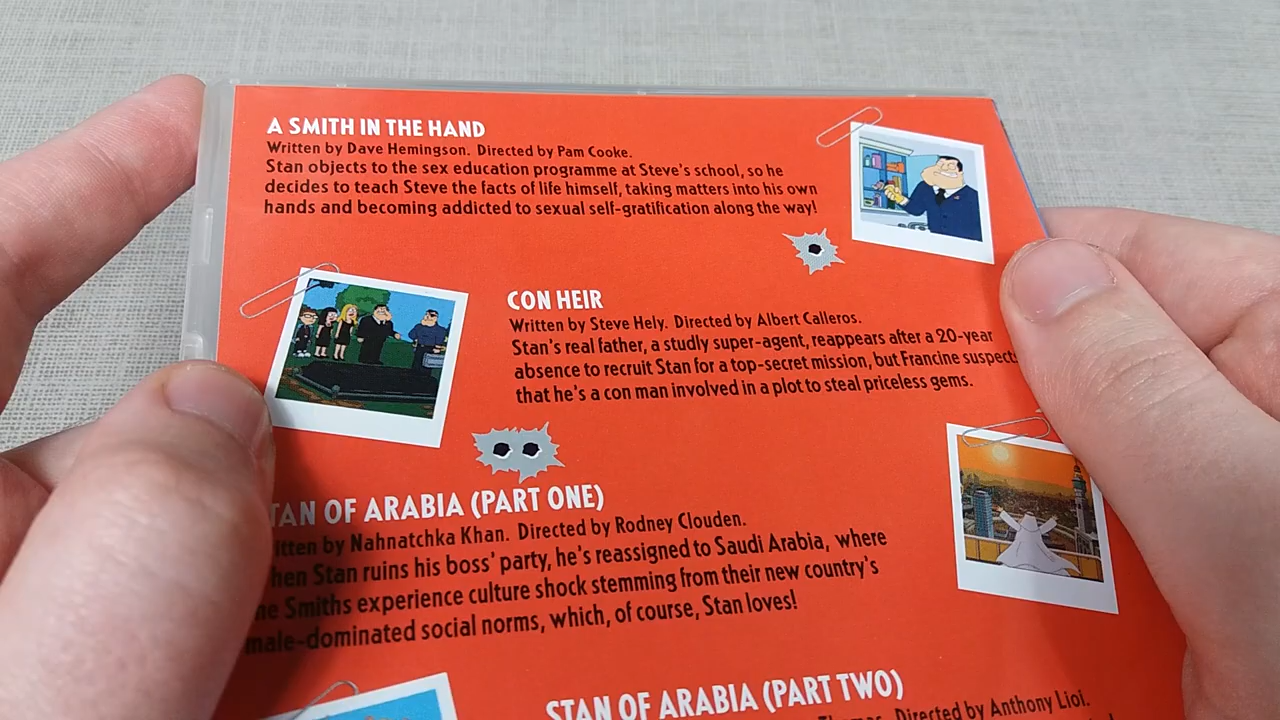 A SMITH IN THE HAND
Written by Dave Hemingson. Directed by Pam Cooke.
Stan objects to the sex education programme at Steve's school, so he
decides to teach Steve the facts of life himself, taking matters into his own
hands and becoming addicted to sexual self-gratification along the way!
CON HEIR
Written by Steve Hely. Directed by Albert Calleros.
Stan's real father, a studly super-agent, reappears after a 20-year
absence to recruit Stan for a top-secret mission, but Francine suspects
that he's a con man involved in a plot to steal priceless gems.
TAN OF ARABIA (PART ONE)
itten by Nahnatchka Khan. Directed by Rodney Clouden.
hen Stan ruins his boss' party, he's reassigned to Saudi Arabia, where
he Smiths experience culture shock stemming from their new country's
male-dominated social norms, which, of course, Stan loves!
STAN OF ARABIA (PART TWO)
Directed by Anthony Lioi.